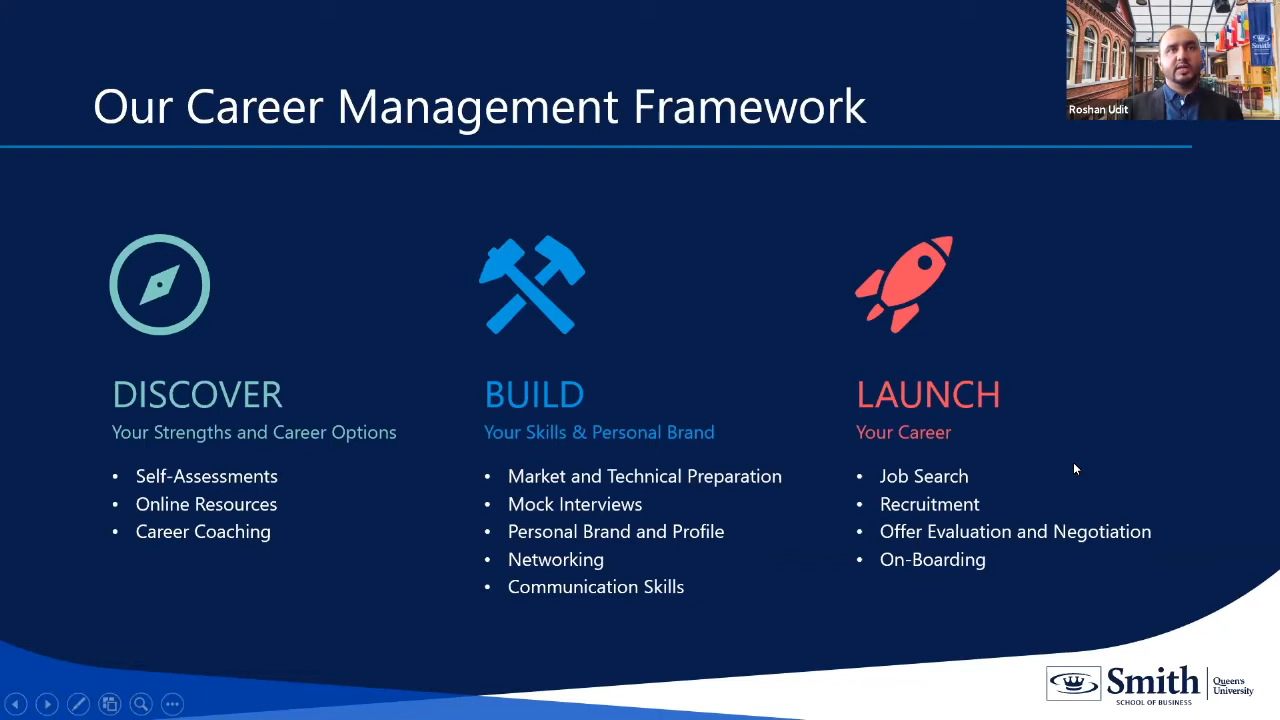 Our Career Management Framework
Roshan Udit
Smith
DISCOVER
Your Strengths and Career Options
• Self-Assessments
• Online Resources
• Career Coaching
BUILD
Your Skills & Personal Brand
• Market and Technical Preparation
• Mock Interviews
• Personal Brand and Profile
• Networking
• Communication Skills
LAUNCH
Your Career
• Job Search
• Recruitment
• Offer Evaluation and Negotiation
• On-Boarding
Smith
SCHOOL OF BUSINESS
Queen's
University